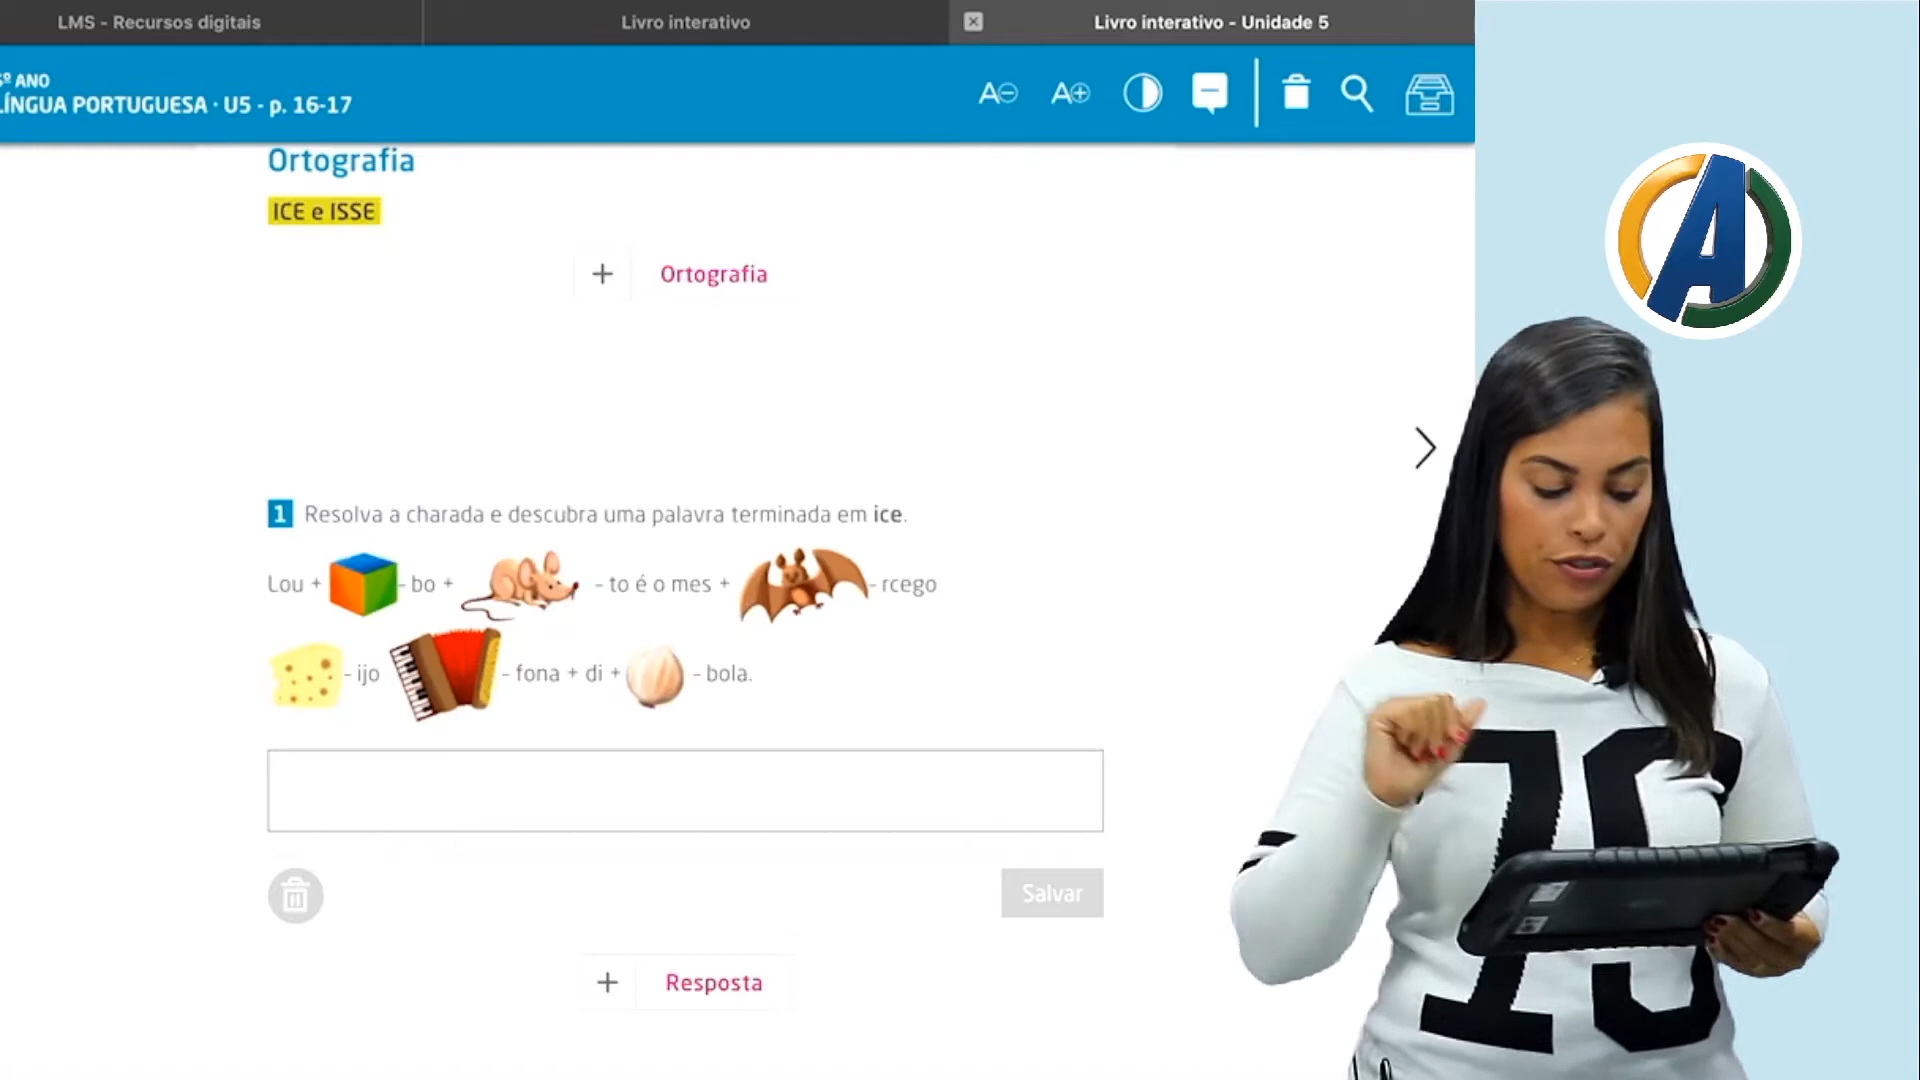 LMS - Recursos digitais
Livro interativo
Livro interativo - Unidade 5
º ANO
LÍNGUA PORTUGUESA · U5 - p. 16-17
A
A
Ortografia
ICE e ISSE
+ Ortografia
1 Resolva a charada e descubra uma palavra terminada em ice.
Lou + - bo + - to é o mes + - rcego
- ijo - fona + di + - bola.
Salvar
+ Resposta
A